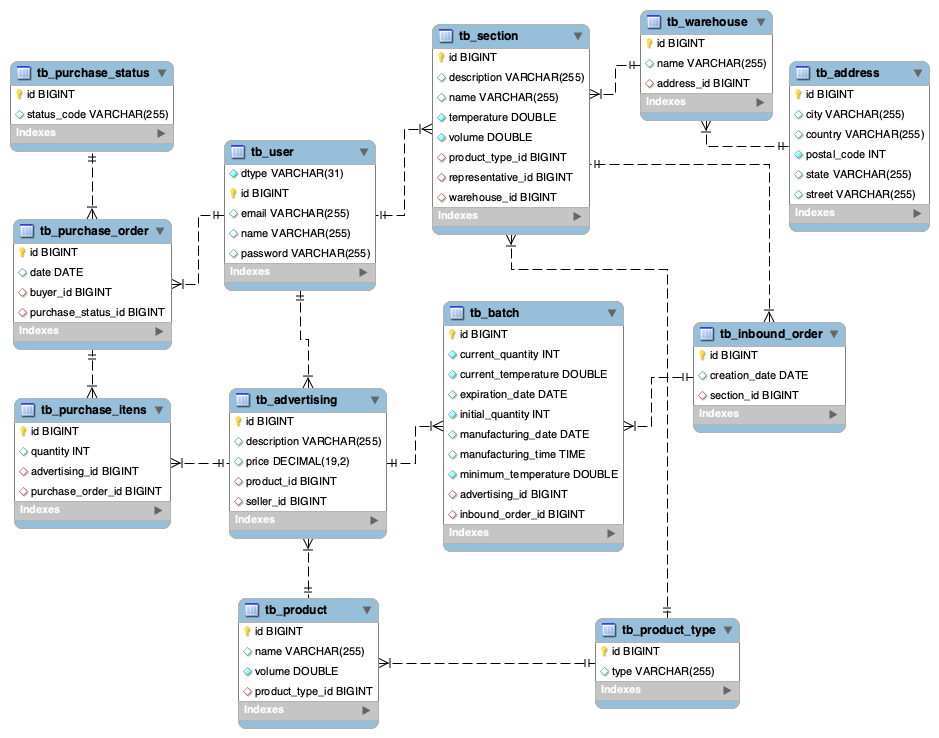 tb_purchase_status
id BIGINT
status_code VARCHAR(255)
Indexes
tb_purchase_order
id BIGINT
date DATE
buyer_id BIGINT
purchase_status_id BIGINT
Indexes
tb_purchase_itens
id BIGINT
quantity INT
advertising_id BIGINT
purchase_order_id BIGINT
Indexes
tb_user
dtype VARCHAR(31)
id BIGINT
email VARCHAR(255)
name VARCHAR(255)
password VARCHAR(255)
Indexes
tb_advertising
id BIGINT
description VARCHAR(255)
price DECIMAL(19,2)
product_id BIGINT
seller_id BIGINT
Indexes
tb_product
id BIGINT
name VARCHAR(255)
volume DOUBLE
product_type_id BIGINT
Indexes
tb_section
id BIGINT
description VARCHAR(255)
name VARCHAR(255)
temperature DOUBLE
volume DOUBLE
product_type_id BIGINT
representative_id BIGINT
warehouse_id BIGINT
Indexes
tb_batch
id BIGINT
current_quantity INT
current_temperature DOUBLE
expiration_date DATE
initial_quantity INT
manufacturing_date DATE
manufacturing_time TIME
minimum_temperature DOUBLE
advertising_id BIGINT
inbound_order_id BIGINT
Indexes
tb_warehouse
id BIGINT
name VARCHAR(255)
address_id BIGINT
Indexes
tb_address
id BIGINT
city VARCHAR(255)
country VARCHAR(255)
postal_code INT
state VARCHAR(255)
street VARCHAR(255)
Indexes
tb_inbound_order
id BIGINT
creation_date DATE
section_id BIGINT
Indexes
tb_product_type
id BIGINT
type VARCHAR(255)
Indexes